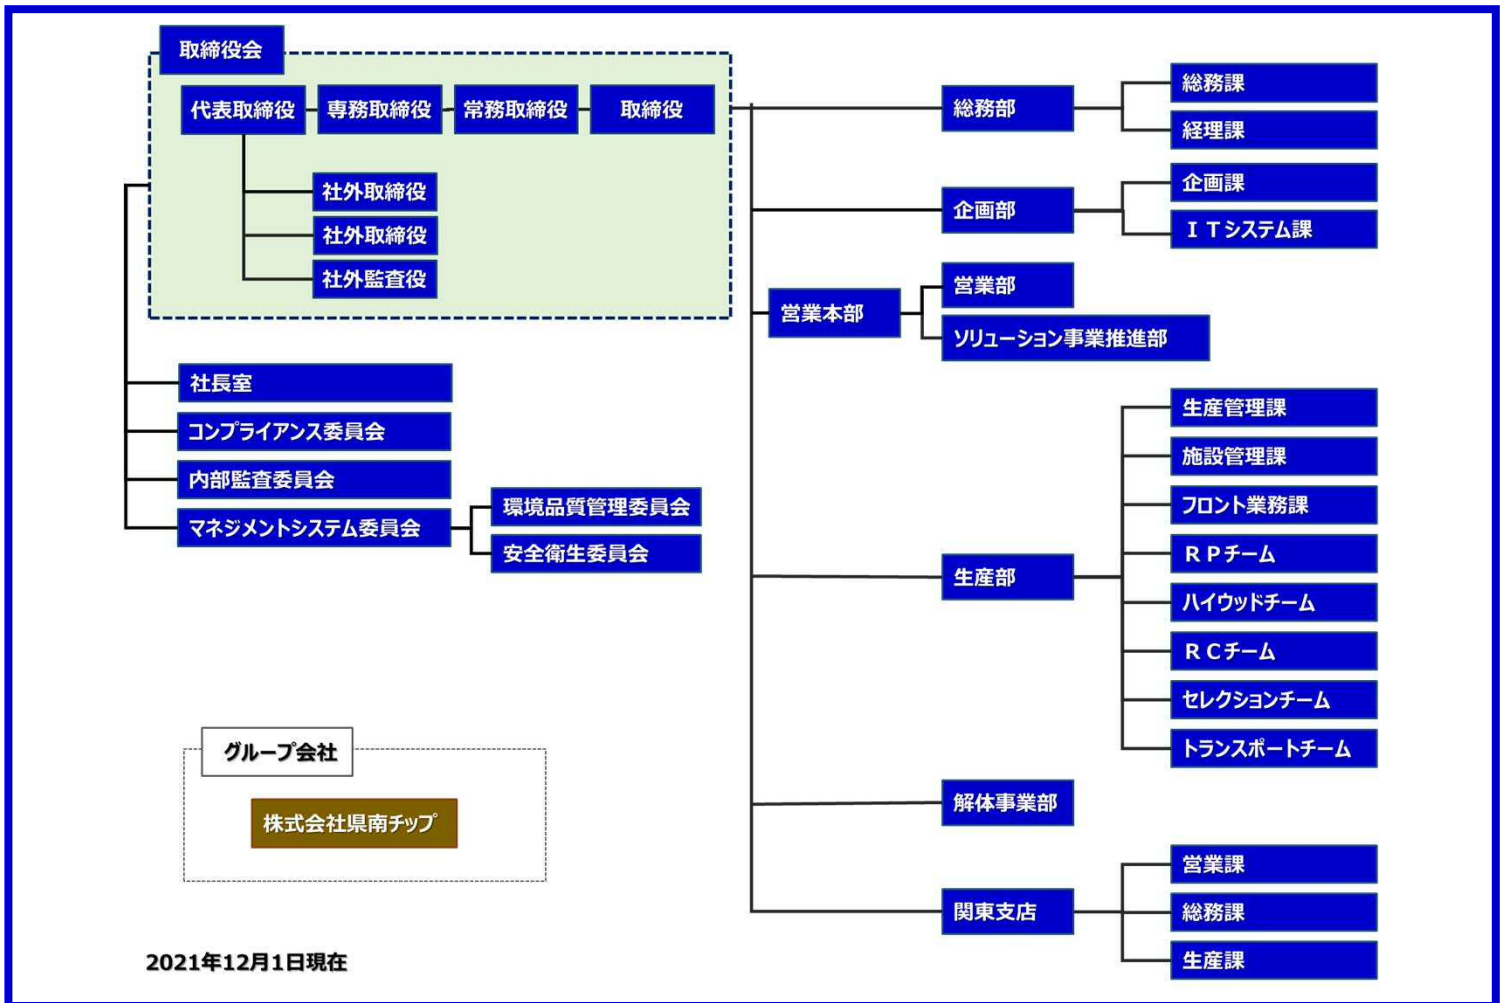 取締役会
代表取締役
専務取締役
常務取締役
取締役
社外取締役
社外取締役
社外監査役
社長室
コンプライアンス委員会
内部監査委員会
マネジメントシステム委員会
環境品質管理委員会
安全衛生委員会
グループ会社
株式会社県南チップ
2021年12月1日現在
総務部
総務課
経理課
企画部
企画課
ＩＴシステム課
営業本部
営業部
ソリューション事業推進部
生産部
生産管理課
施設管理課
フロント業務課
ＲＰチーム
ハイウッドチーム
ＲＣチーム
セレクションチーム
トランスポートチーム
解体事業部
関東支店
営業課
総務課
生産課